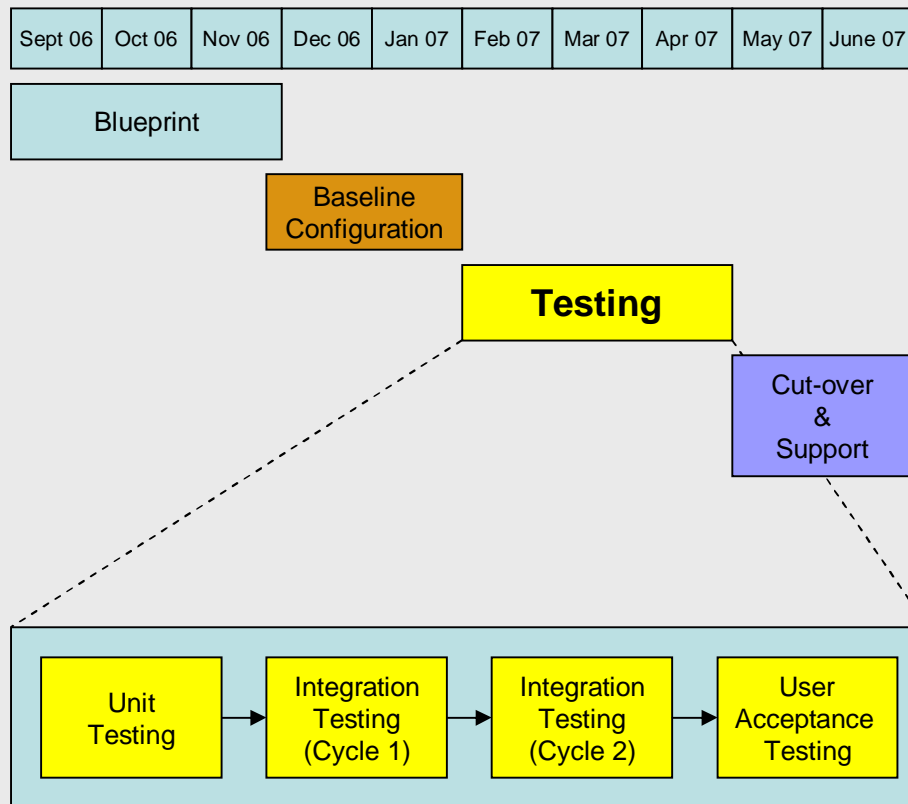 Sept 06 Oct 06 Nov 06 Dec 06 Jan 07 Feb 07 Mar 07 Apr 07 May 07 June 07
Blueprint
Baseline
Configuration
Testing
Cut-over
&
Support
Unit
Testing
Integration
Testing
(Cycle 1)
Integration
Testing
(Cycle 2)
User
Acceptance
Testing